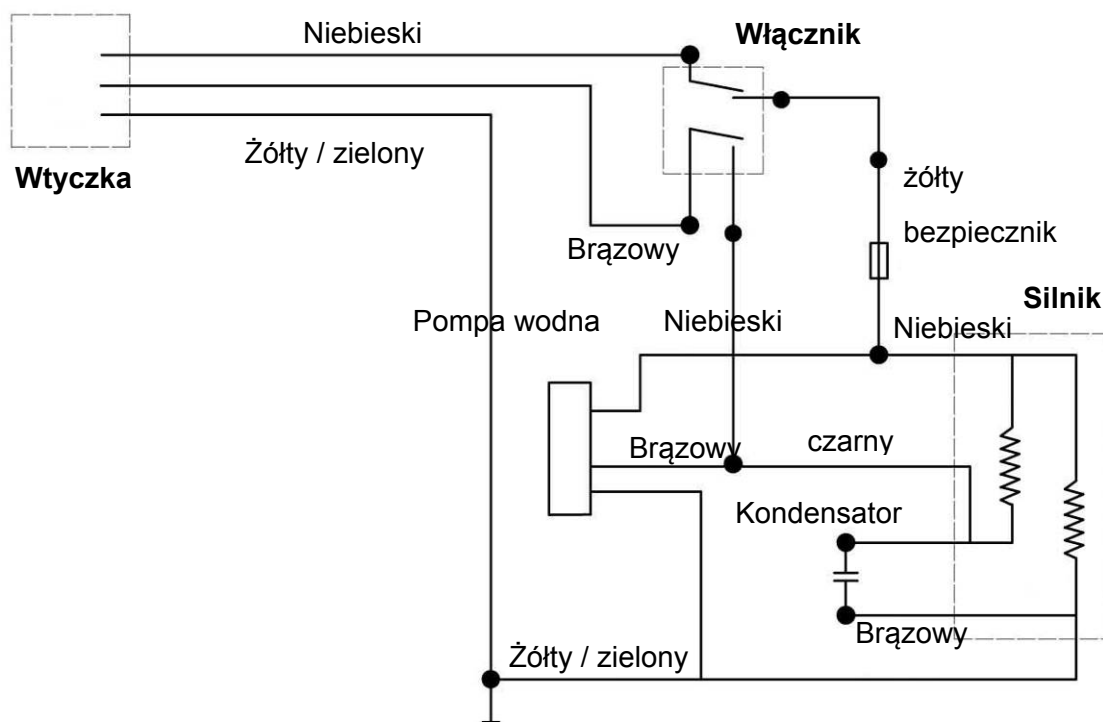 Niebieski
Włącznik
Żółty / zielony
Wtyczka
żółty
bezpiecznik
Brązowy
Silnik
Pompa wodna
Niebieski
Niebieski
Brązowy
czarny
Kondensator
Brązowy
Żółty / zielony